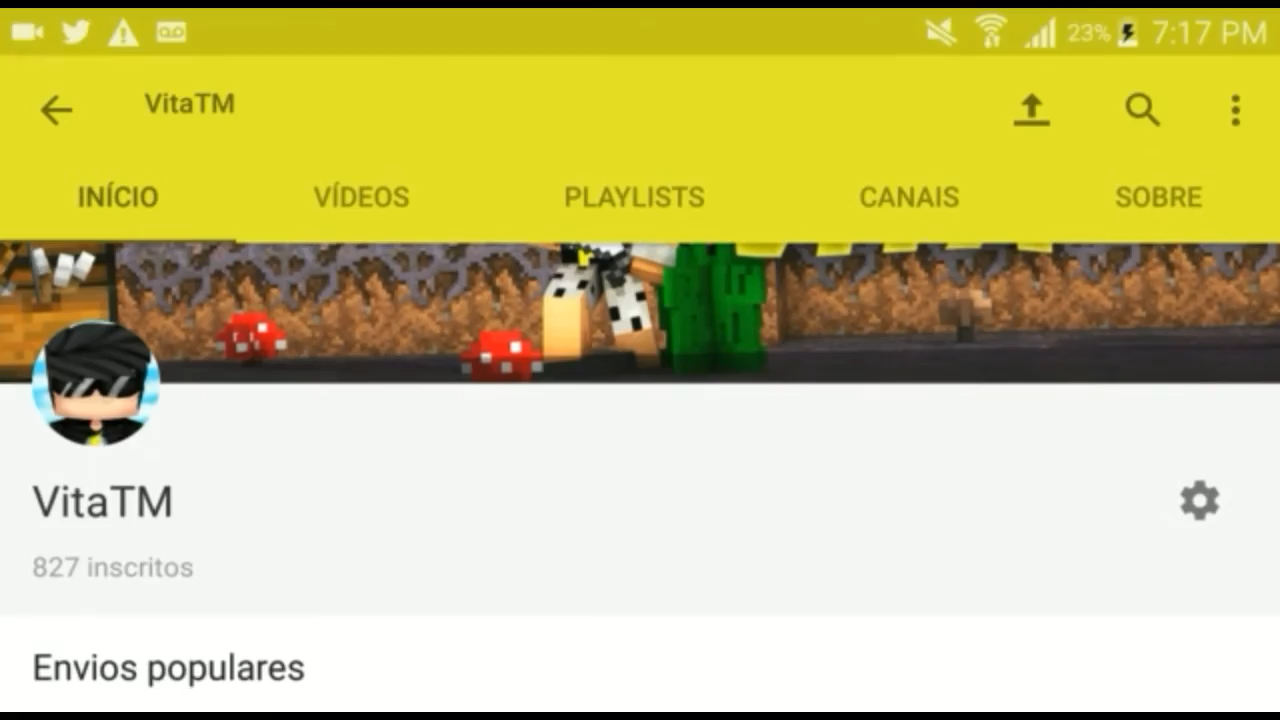 23% 7:17 PM
VitaTM
INÍCIO VÍDEOS PLAYLISTS CANAIS SOBRE
VitaTM
827 inscritos
Envios populares